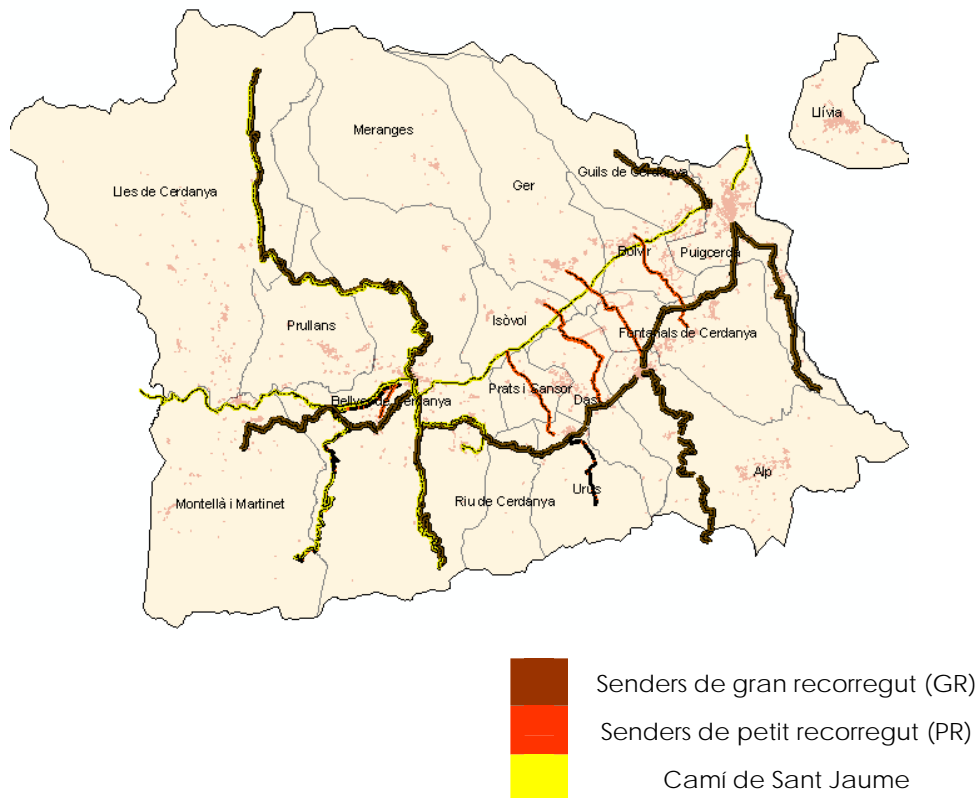 Llívia
Meranges
Guils de Cerdanya
Ger
Lles de Cerdanya
Bolvir
Puigcerdà
Isòvol
Prullans
Fontanals de Cerdanya
Prats i Sansor
Das
Bellver de Cerdanya
Alp
Urús
Riu de Cerdanya
Montellà i Martinet
Senders de gran recorregut (GR)
Senders de petit recorregut (PR)
Camí de Sant Jaume